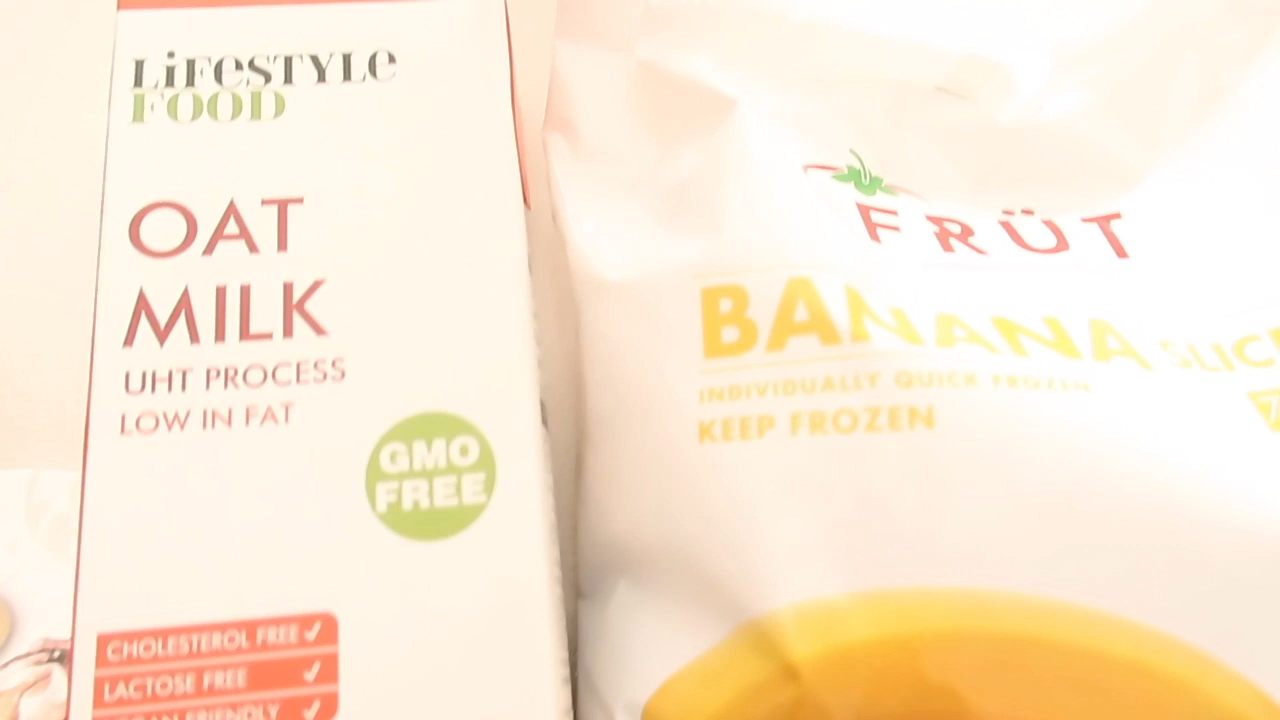 LiFeSTYLe
FOOD
OAT
MILK
UHT PROCESS
LOW IN FAT
GMO
FREE
CHOLESTEROL FREE
LACTOSE FREE
FRIENDLY
FRÜT
BANANA
INDIVIDUALLY QUICK FROZEN
KEEP FROZEN